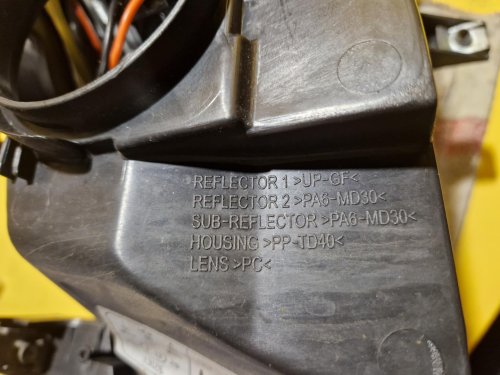 REFLECTOR 1 >UP-GF<
REFLECTOR 2 >PA6-MD30<
SUB-REFLECTOR >PA6-MD30<
HOUSING >PP-TD40<
LENS >PC<